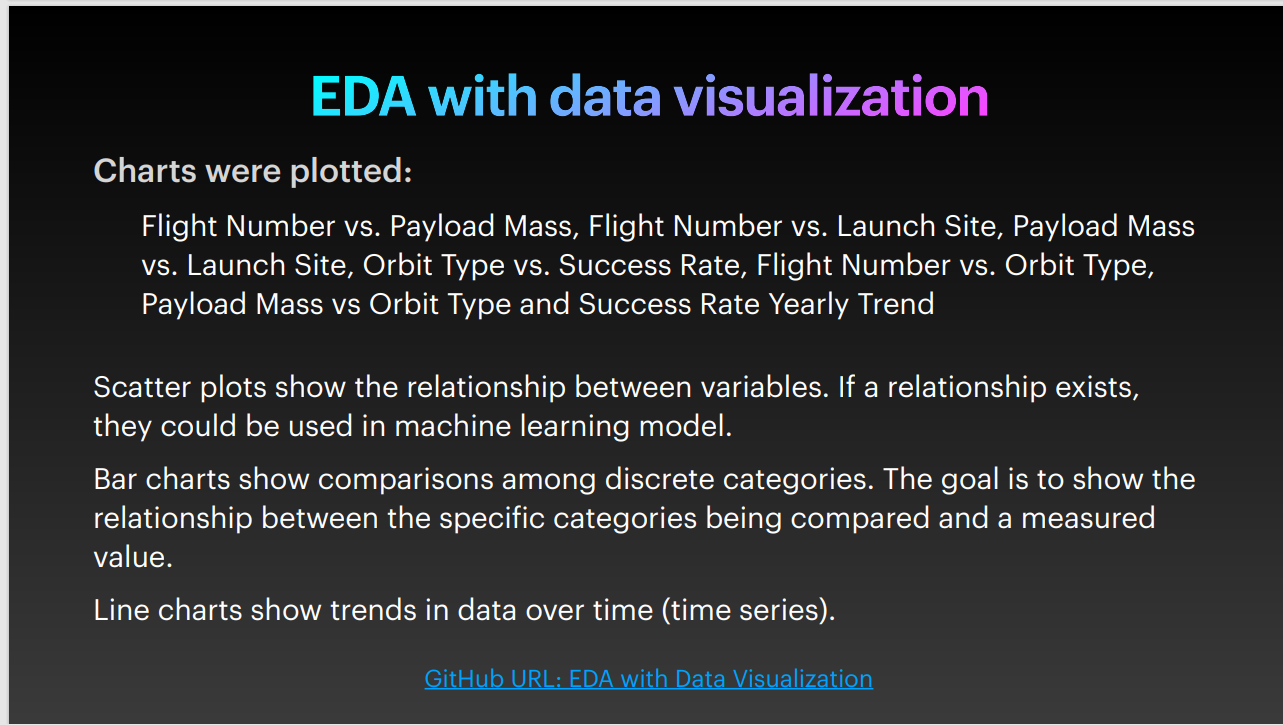 EDA with data visualization
Charts were plotted:
Flight Number vs. Payload Mass, Flight Number vs. Launch Site, Payload Mass
vs. Launch Site, Orbit Type vs. Success Rate, Flight Number vs. Orbit Type,
Payload Mass vs Orbit Type and Success Rate Yearly Trend
Scatter plots show the relationship between variables. If a relationship exists,
they could be used in machine learning model.
Bar charts show comparisons among discrete categories. The goal is to show the
relationship between the specific categories being compared and a measured
value.
Line charts show trends in data over time (time series).
GitHub URL: EDA with Data Visualization